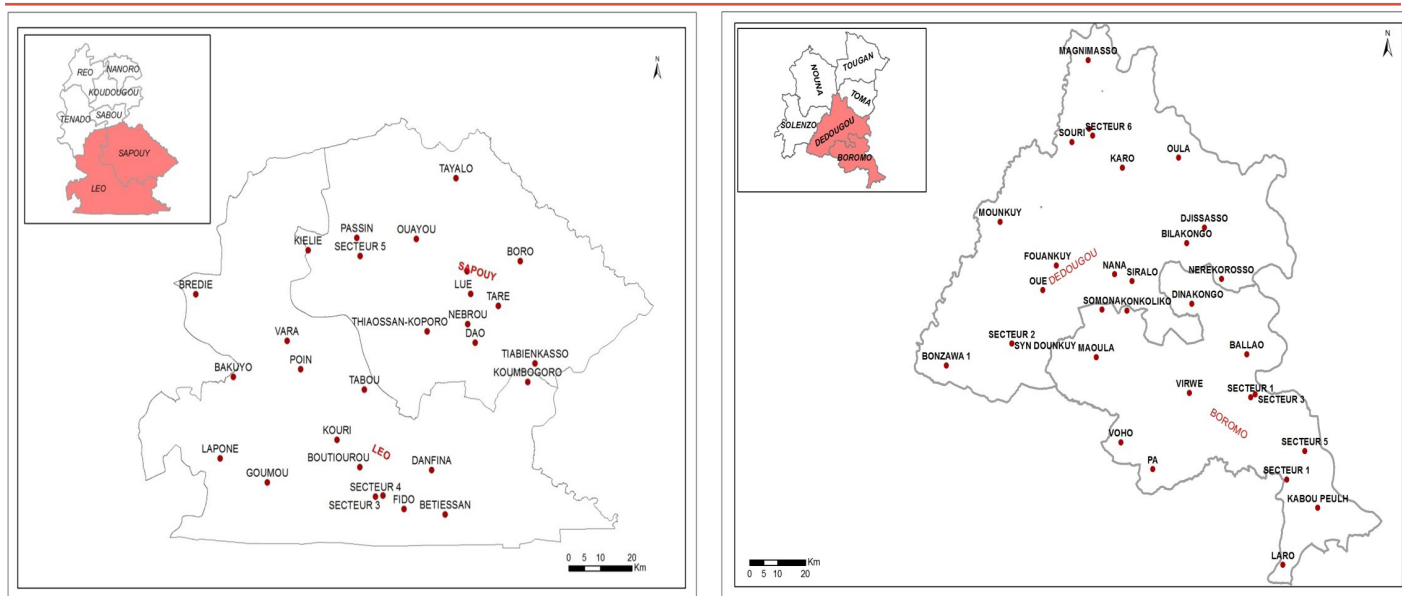 REO
NANORO
KOUDOUGOU
TENADO
SABOU
SAPOUY
LEO
N
TAYALO
PASSIN
OUAYOU
SECTEUR 5
KIELIE
BORO
SAPOUY
BREDIE
LUE
TARE
NEBROU
THIAOSSAN-KOPORO
DAO
VARA
TIABIENKASSO
POIN
BAKUYO
KOUMBOGORO
TABOU
KOURI
LEO
LAPONE
BOUTIOUROU
DANFINA
GOUMOU
SECTEUR 4
SECTEUR 3
FIDO
BETIESSAN
0 5 10 20
Km
TOUGAN
NOUNA
TOMA
SOLENZO
DEDOUGOU
BOROMO
N
MAGNIMASSO
SOURI
SECTEUR 6
OULA
KARO
MOUNKUY
DJISSASSO
BILAKONGO
FOUANKUY
DEDOUGOU
NANA
SIRALO
NEREKOROSSO
OUE
SOMONA
KONKOLIKO
DINAKONGO
SECTEUR 2
SYN DOUNKUY
MAOULA
BALLAO
BONZAWA 1
VIRWE
SECTEUR 1
SECTEUR 3
BOROMO
VOHO
SECTEUR 5
PA
SECTEUR 1
KABOU PEULH
LARO
Km
0 5 10 20